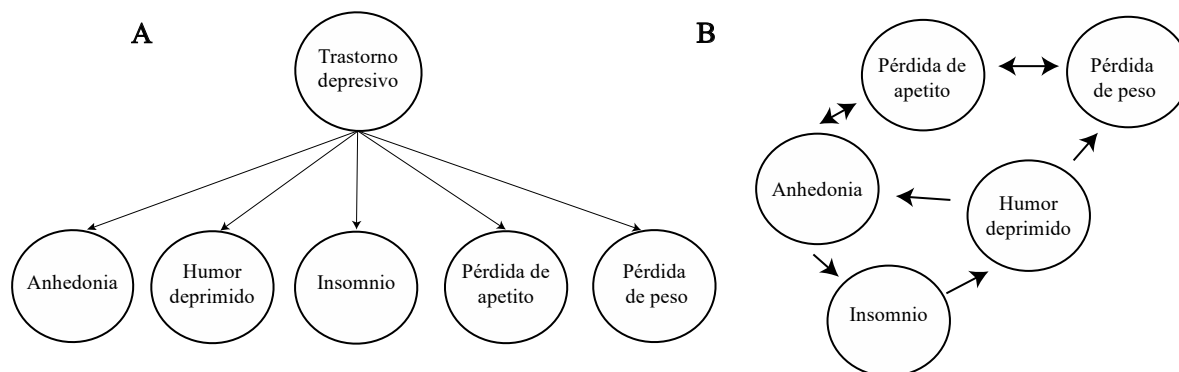 A
Trastorno
depresivo
Anhedonia
Humor
deprimido
Insomnio
Pérdida de
apetito
Pérdida
de peso
B
Pérdida de
apetito
Pérdida
de peso
Anhedonia
Humor
deprimido
Insomnio